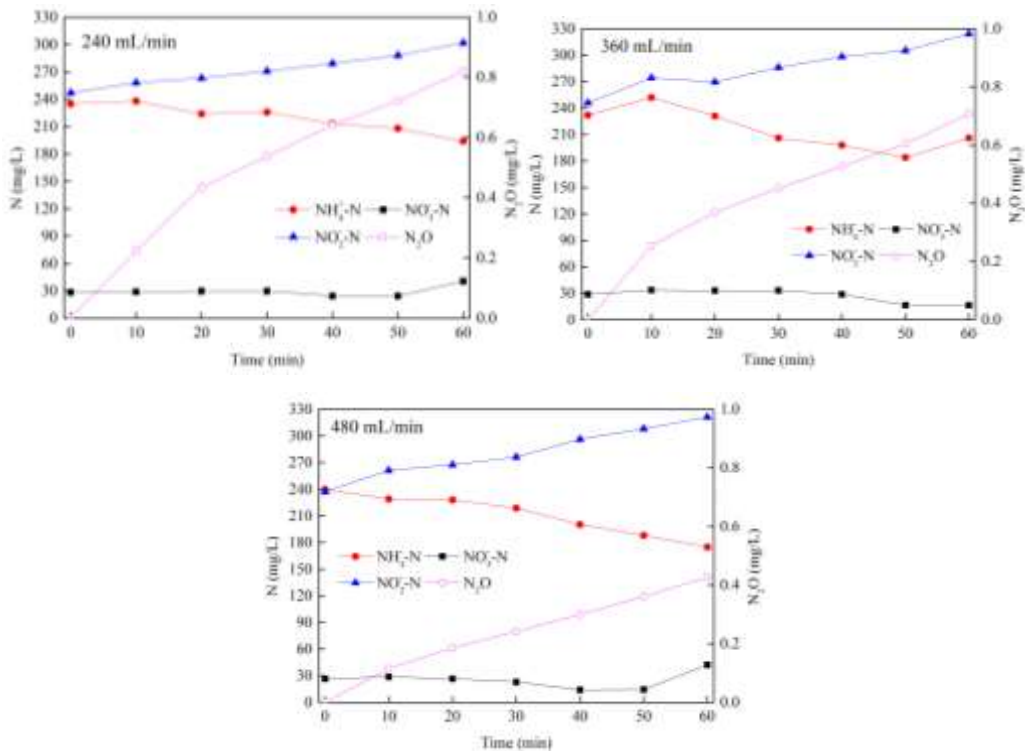 240 mL/min
N (mg/L)
330
300
270
240
210
180
150
120
90
60
30
0
1.0
0.8
0.6
0.4
0.2
0.0
N₂O (mg/L)
NH₄⁺-N
NO₃⁻-N
NO₂⁻-N
N₂O
0 10 20 30 40 50 60
Time (min)
360 mL/min
N (mg/L)
330
300
270
240
210
180
150
120
90
60
30
0
1.0
0.8
0.6
0.4
0.2
0.0
N₂O (mg/L)
NH₄⁺-N
NO₃⁻-N
NO₂⁻-N
N₂O
0 10 20 30 40 50 60
Time (min)
480 mL/min
N (mg/L)
330
300
270
240
210
180
150
120
90
60
30
0
1.0
0.8
0.6
0.4
0.2
0.0
N₂O (mg/L)
NH₄⁺-N
NO₃⁻-N
NO₂⁻-N
N₂O
0 10 20 30 40 50 60
Time (min)